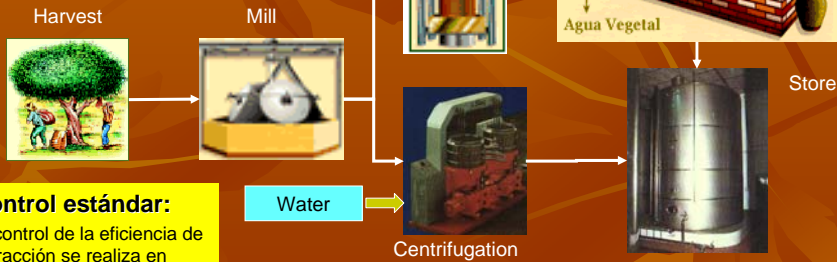 Harvest
Mill
Agua Vegetal
Store
ontrol estándar:
control de la eficiencia de
racción se realiza en
Water
Centrifugation